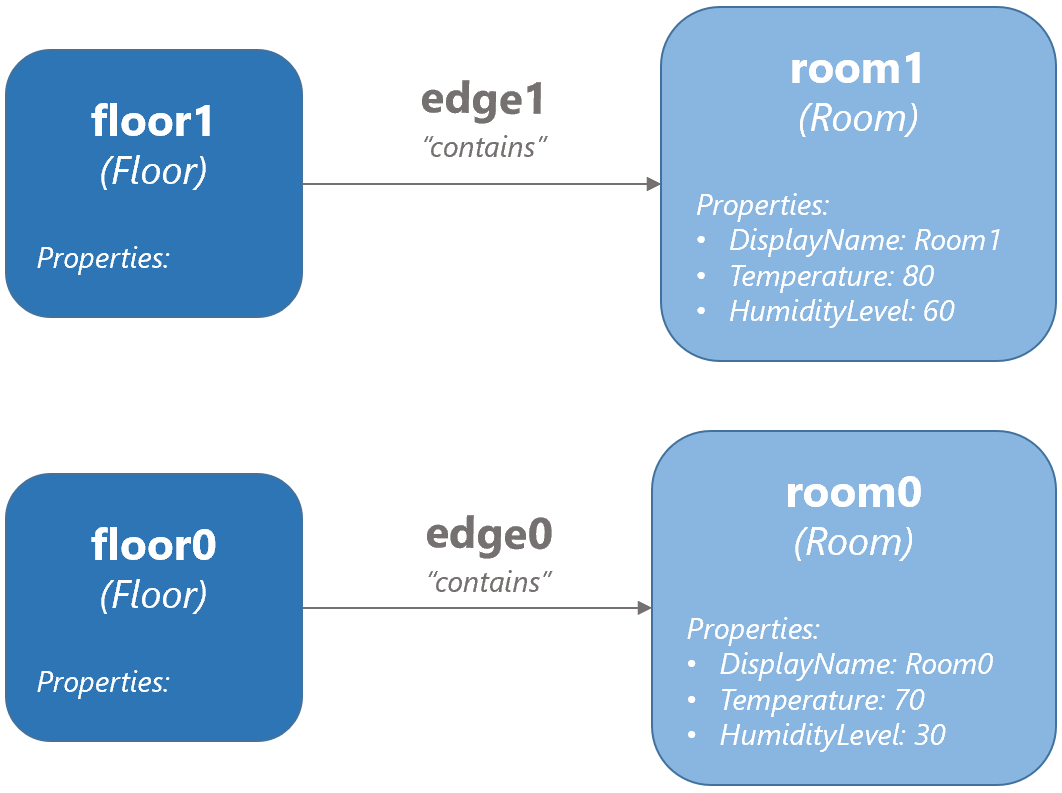 floor1
(Floor)
Properties:
edge1
“contains”
room1
(Room)
Properties:
• DisplayName: Room1
• Temperature: 80
• HumidityLevel: 60
floor0
(Floor)
Properties:
edge0
“contains”
room0
(Room)
Properties:
• DisplayName: Room0
• Temperature: 70
• HumidityLevel: 30